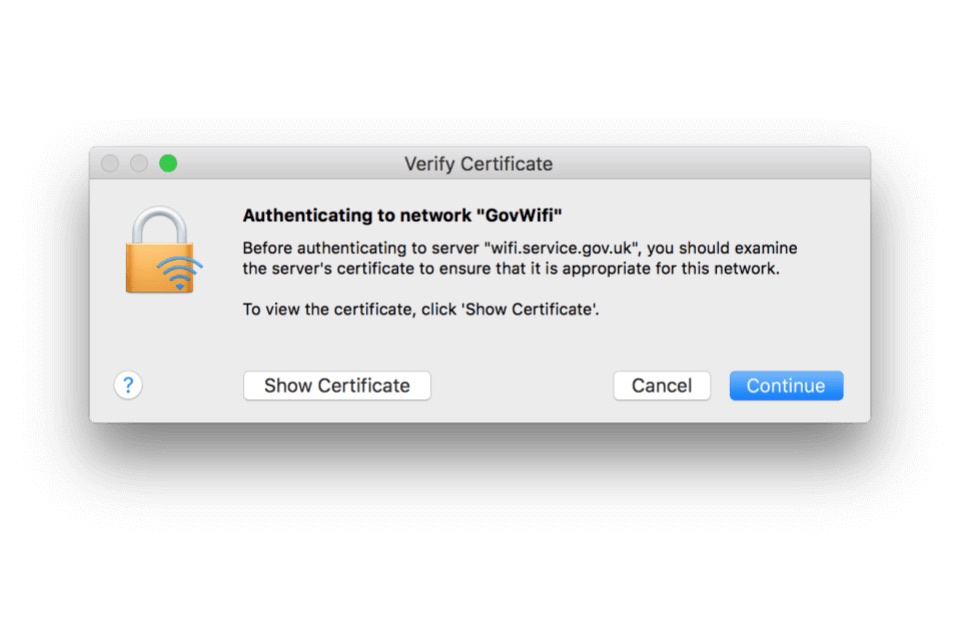 Verify Certificate
Authenticating to network "GovWifi"
Before authenticating to server "wifi.service.gov.uk", you should examine
the server's certificate to ensure that it is appropriate for this network.
To view the certificate, click 'Show Certificate'.
?
Show Certificate
Cancel
Continue